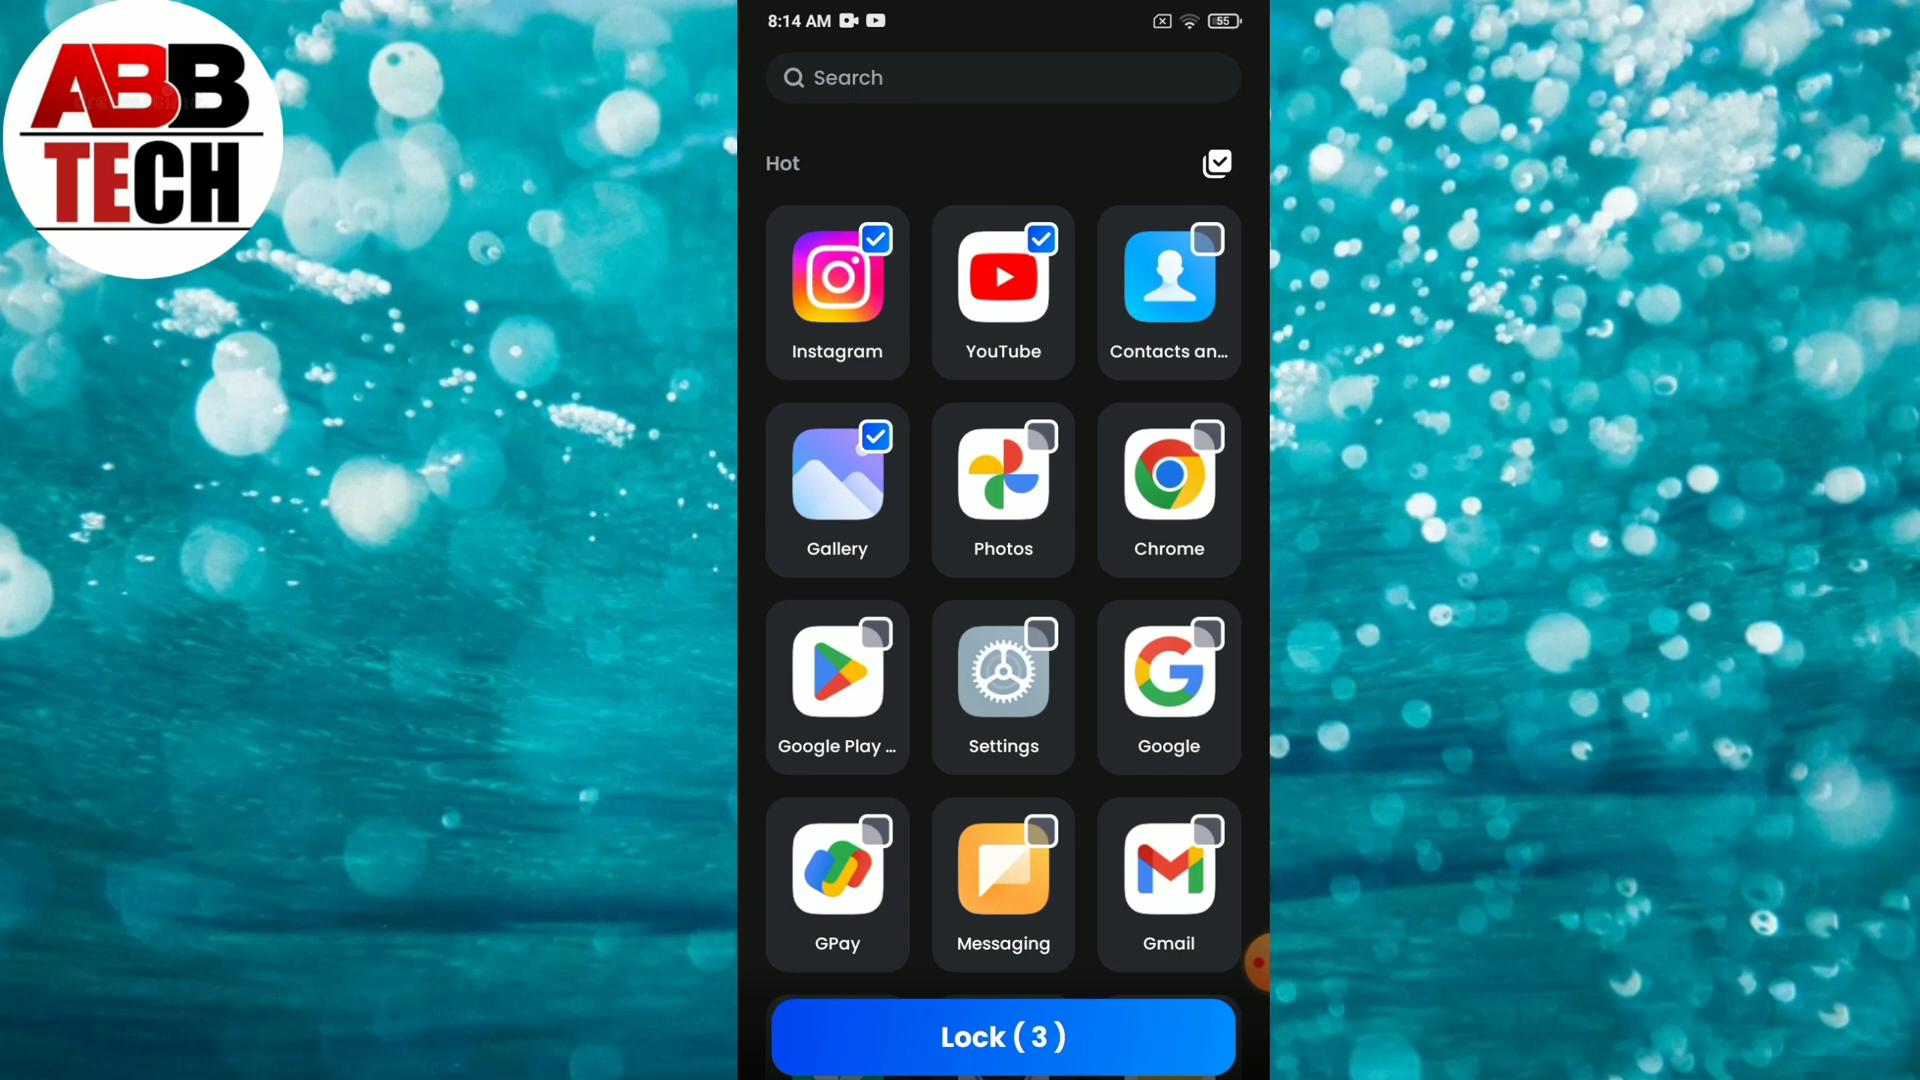 ABB
TECH
8:14 AM
55
Search
Hot
Instagram
YouTube
Contacts an...
Gallery
Photos
Chrome
Google Play ...
Settings
Google
GPay
Messaging
Gmail
Lock ( 3 )